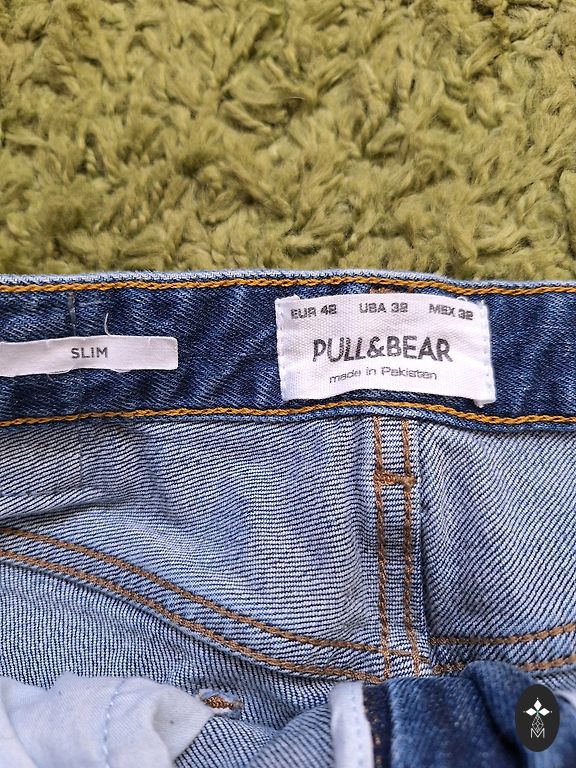 SLIM
EUR 42 USA 32 MEX 32
PULL&BEAR
made in Pakistan
M